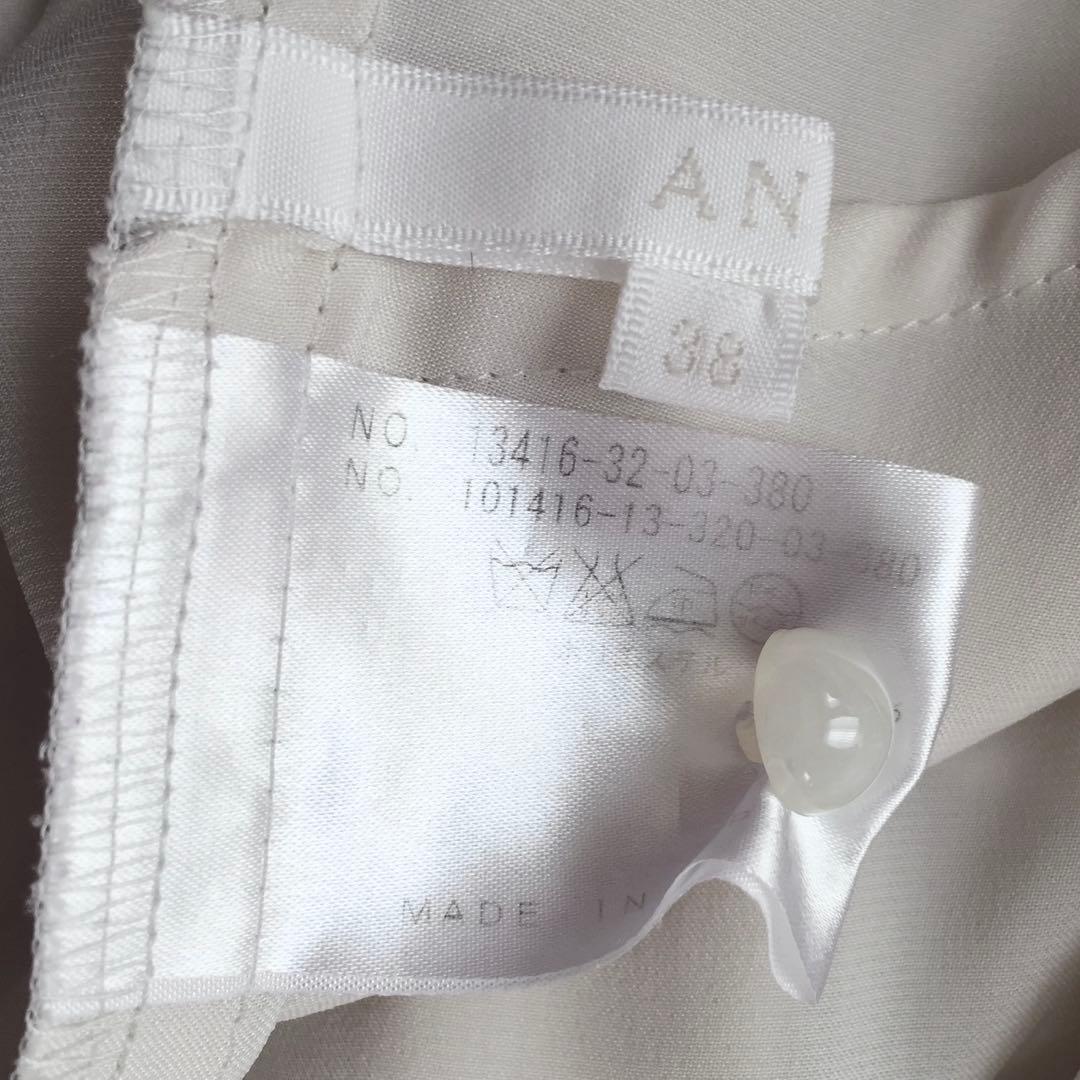 AN
38
NO. 13416-32-03-380
NO. 101416-13-320-03-380
MADE IN